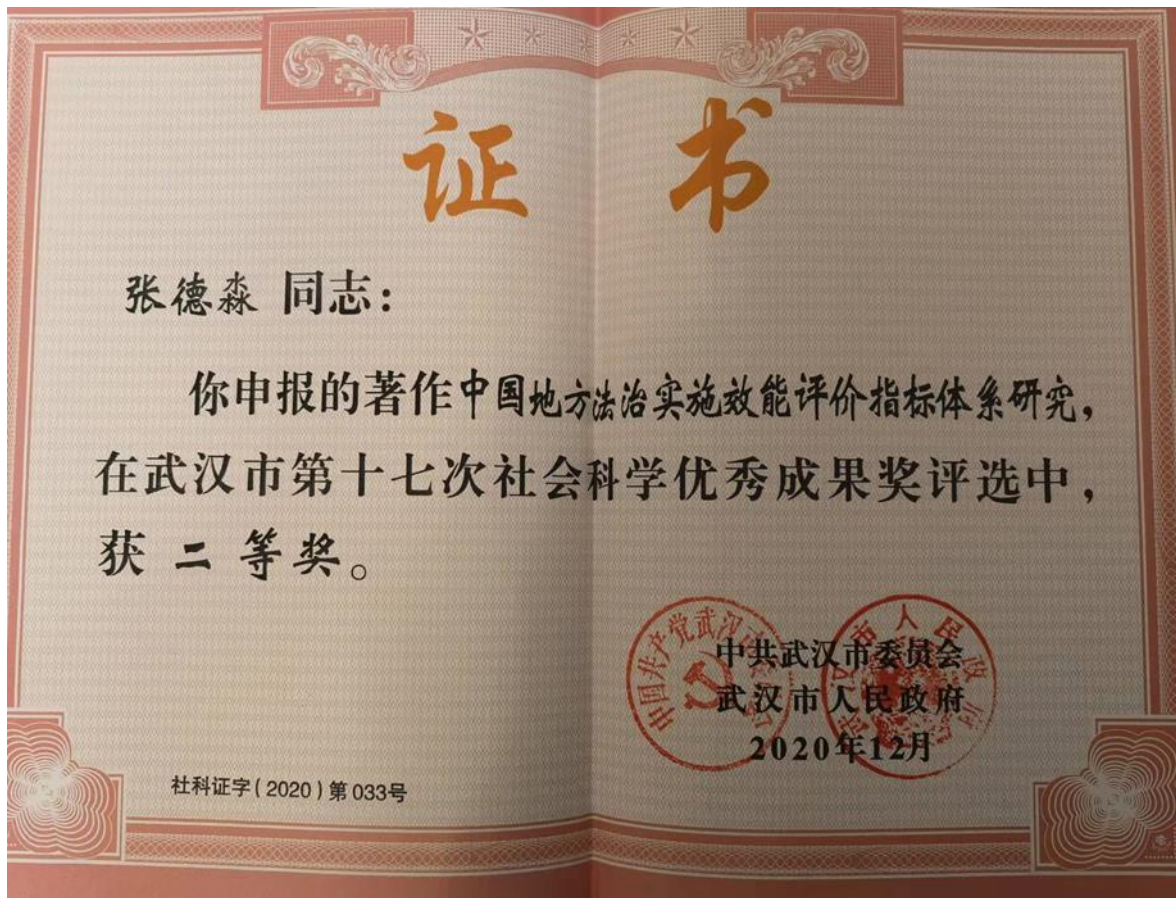 证书
张德淼 同志：
你申报的著作中国地方法治实施效能评价指标体系研究，
在武汉市第十七次社会科学优秀成果奖评选中，
获 二 等 奖。
中共武汉市委员会
武汉市人民政府
2020年12月
社科证字(2020)第033号